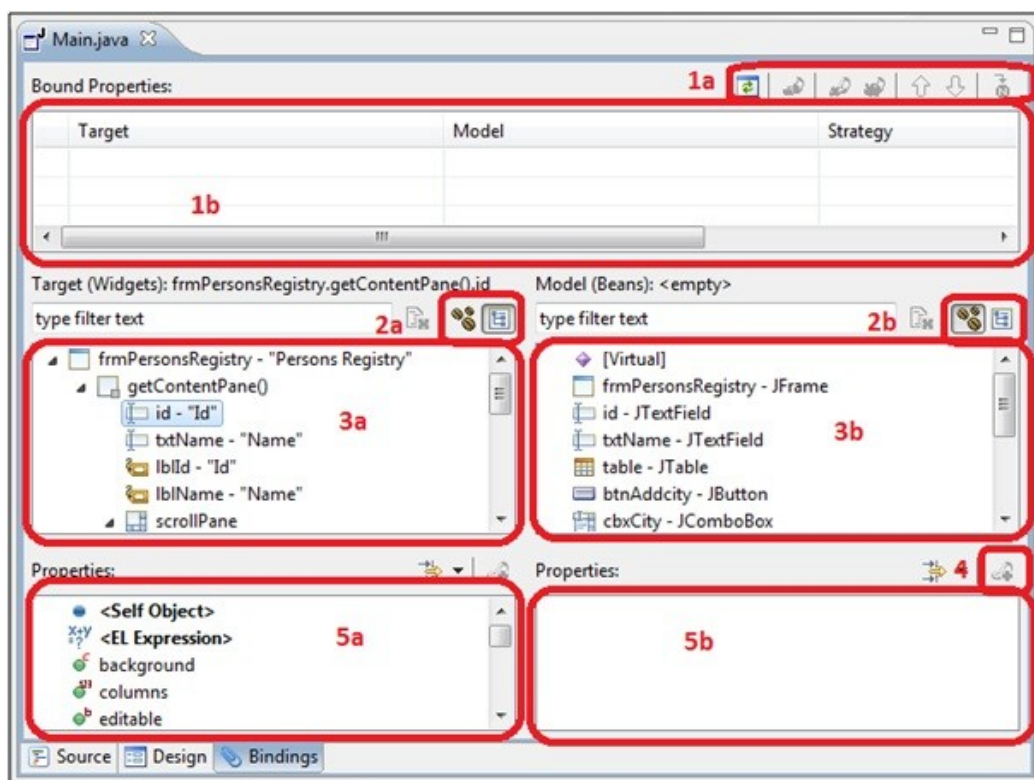 Main.java
Bound Properties:
1a
Target Model Strategy
1b
Target (Widgets): frmPersonsRegistry.getContentPane().id
Model (Beans): <empty>
type filter text
2a
type filter text
2b
frmPersonsRegistry - "Persons Registry"
getContentPane()
id - "Id"
txtName - "Name"
lblId - "Id"
lblName - "Name"
scrollPane
3a
[Virtual]
frmPersonsRegistry - JFrame
id - JTextField
txtName - JTextField
table - JTable
btnAddcity - JButton
cbxCity - JComboBox
3b
Properties:
Properties:
4
<Self Object>
X+Y
=?
<EL Expression>
background
columns
editable
5a
5b
Source Design Bindings